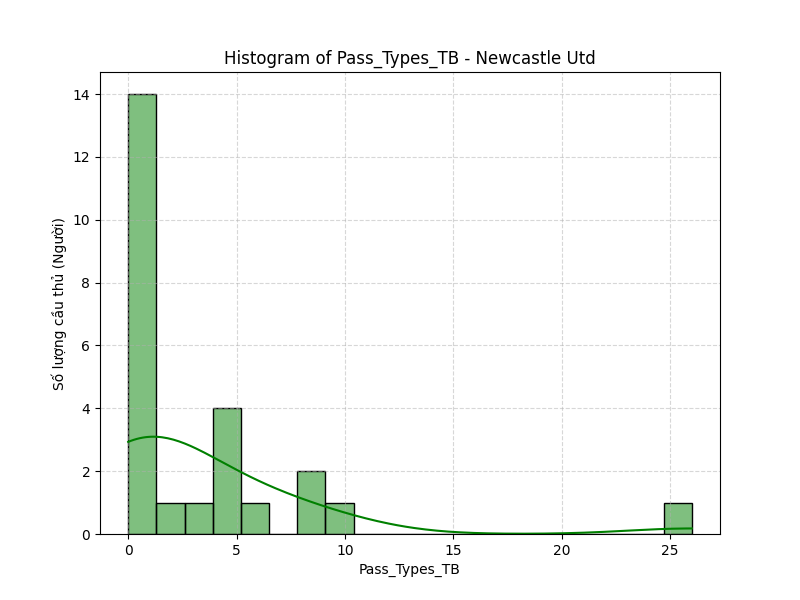 Histogram of Pass_Types_TB - Newcastle Utd
Số lượng cầu thủ (Người)
14
12
10
8
6
4
2
0
0 5 10 15 20 25
Pass_Types_TB